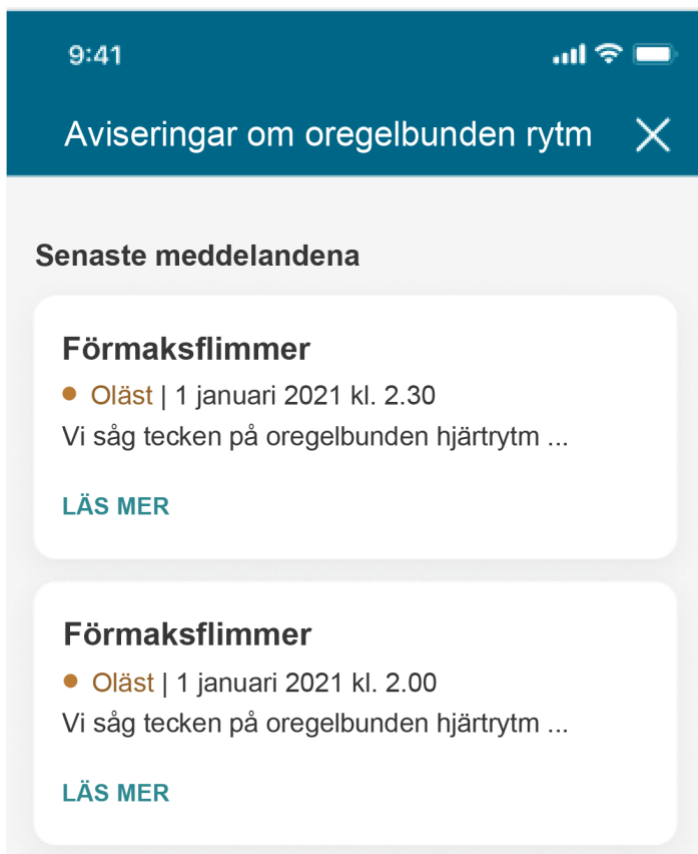 9:41
Aviseringar om oregelbunden rytm
Senaste meddelandena
Förmaksflimmer
Oläst | 1 januari 2021 kl. 2.30
Vi såg tecken på oregelbunden hjärtrytm ...
LÄS MER
Förmaksflimmer
Oläst | 1 januari 2021 kl. 2.00
Vi såg tecken på oregelbunden hjärtrytm ...
LÄS MER